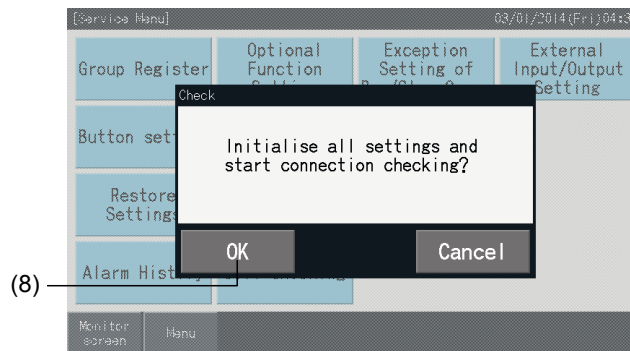 [Service Menu]
03/01/2014(Fri)04:3
Group Register
Optional
Function
Exception
Setting of
External
Input/Output
Setting
Check
Button set
Initialise all settings and
start connection checking?
Restore
Settings
OK
Cancel
Alarm Hist
(8)
Monitor
screen
Menu